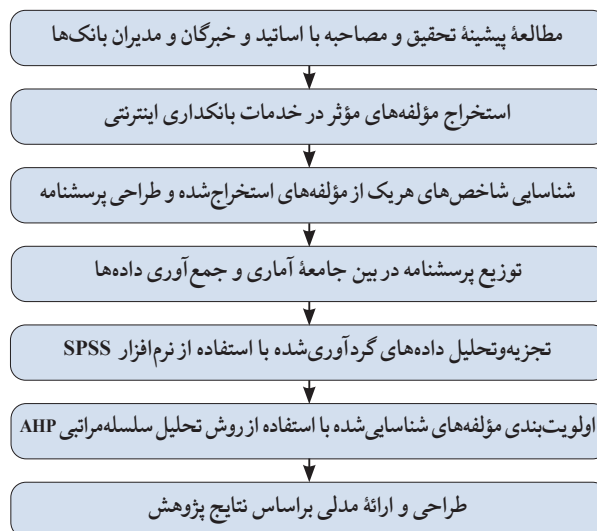 مطالعهٔ پیشینهٔ تحقیق و مصاحبه با اساتید و خبرگان و مدیران بانک‌ها
استخراج مؤلفه‌های مؤثر در خدمات بانکداری اینترنتی
شناسایی شاخص‌های هریک از مؤلفه‌های استخراج‌شده و طراحی پرسشنامه
توزیع پرسشنامه در بین جامعهٔ آماری و جمع‌آوری داده‌ها
تجزیه‌وتحلیل داده‌های گردآوری‌شده با استفاده از نرم‌افزار SPSS
اولویت‌بندی مؤلفه‌های شناسایی‌شده با استفاده از روش تحلیل سلسله‌مراتبی AHP
طراحی و ارائهٔ مدلی براساس نتایج پژوهش